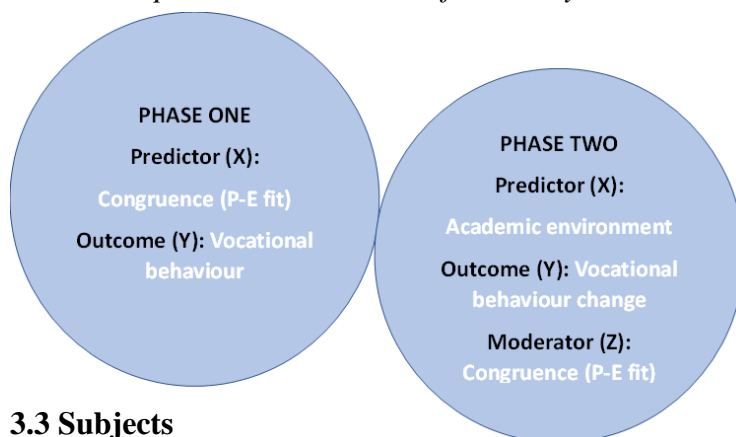 PHASE ONE
Predictor (X):
Congruence (P-E fit)
Outcome (Y): Vocational
behaviour
PHASE TWO
Predictor (X):
Academic environment
Outcome (Y): Vocational
behaviour change
Moderator (Z):
Congruence (P-E fit)
3.3 Subjects